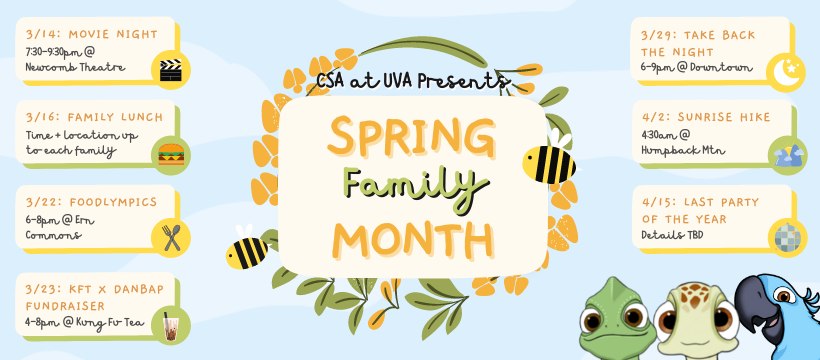 3/14: MOVIE NIGHT
7:30-9:30pm @
Newcomb Theatre
3/16: FAMILY LUNCH
Time + location up
to each family
3/22: FOODLYMPICS
6-8pm @ Ern
Commons
3/23: KFT X DANBAP
FUNDRAISER
4-8pm @ Kung Fu Tea
CSA at UVA Presents
SPRING
Family
MONTH
3/29: TAKE BACK
THE NIGHT
6-9pm @ Downtown
4/2: SUNRISE HIKE
4:30am @
Humpback Mtn
4/15: LAST PARTY
OF THE YEAR
Details TBD